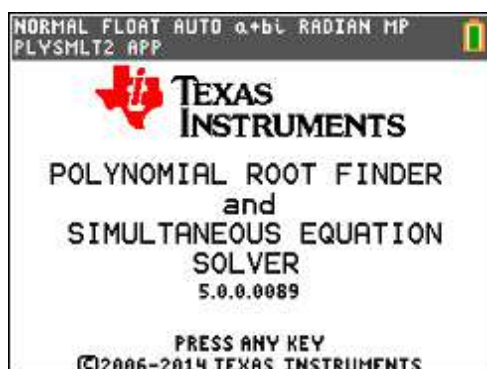 NORMAL FLOAT AUTO a+bi RADIAN MP
PLYSMLT2 APP
TEXAS
INSTRUMENTS
POLYNOMIAL ROOT FINDER
and
SIMULTANEOUS EQUATION
SOLVER
5.0.0.0089
PRESS ANY KEY
©2006-2014 TEXAS INSTRUMENTS